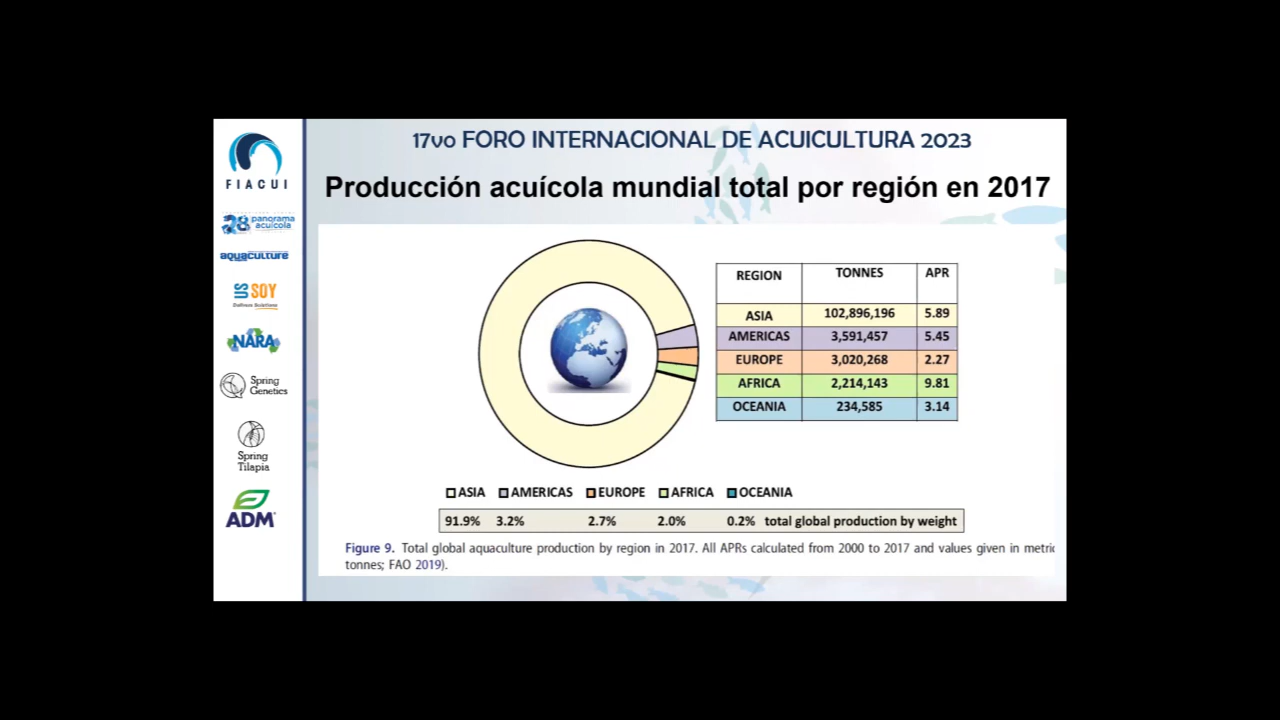 17vo FORO INTERNACIONAL DE ACUICULTURA 2023
Producción acuícola mundial total por región en 2017
FIACUI
28 panorama
acuícola
aquaculture
US SOY
NARA
Spring
Genetics
Spring
Tilapia
ADM
REGION TONNES APR
ASIA 102,896,196 5.89
AMERICAS 3,591,457 5.45
EUROPE 3,020,268 2.27
AFRICA 2,214,143 9.81
OCEANIA 234,585 3.14
ASIA AMERICAS EUROPE AFRICA OCEANIA
91.9% 3.2% 2.7% 2.0% 0.2% total global production by weight
Figure 9. Total global aquaculture production by region in 2017. All APRs calculated from 2000 to 2017 and values given in metric
tonnes; FAO 2019).